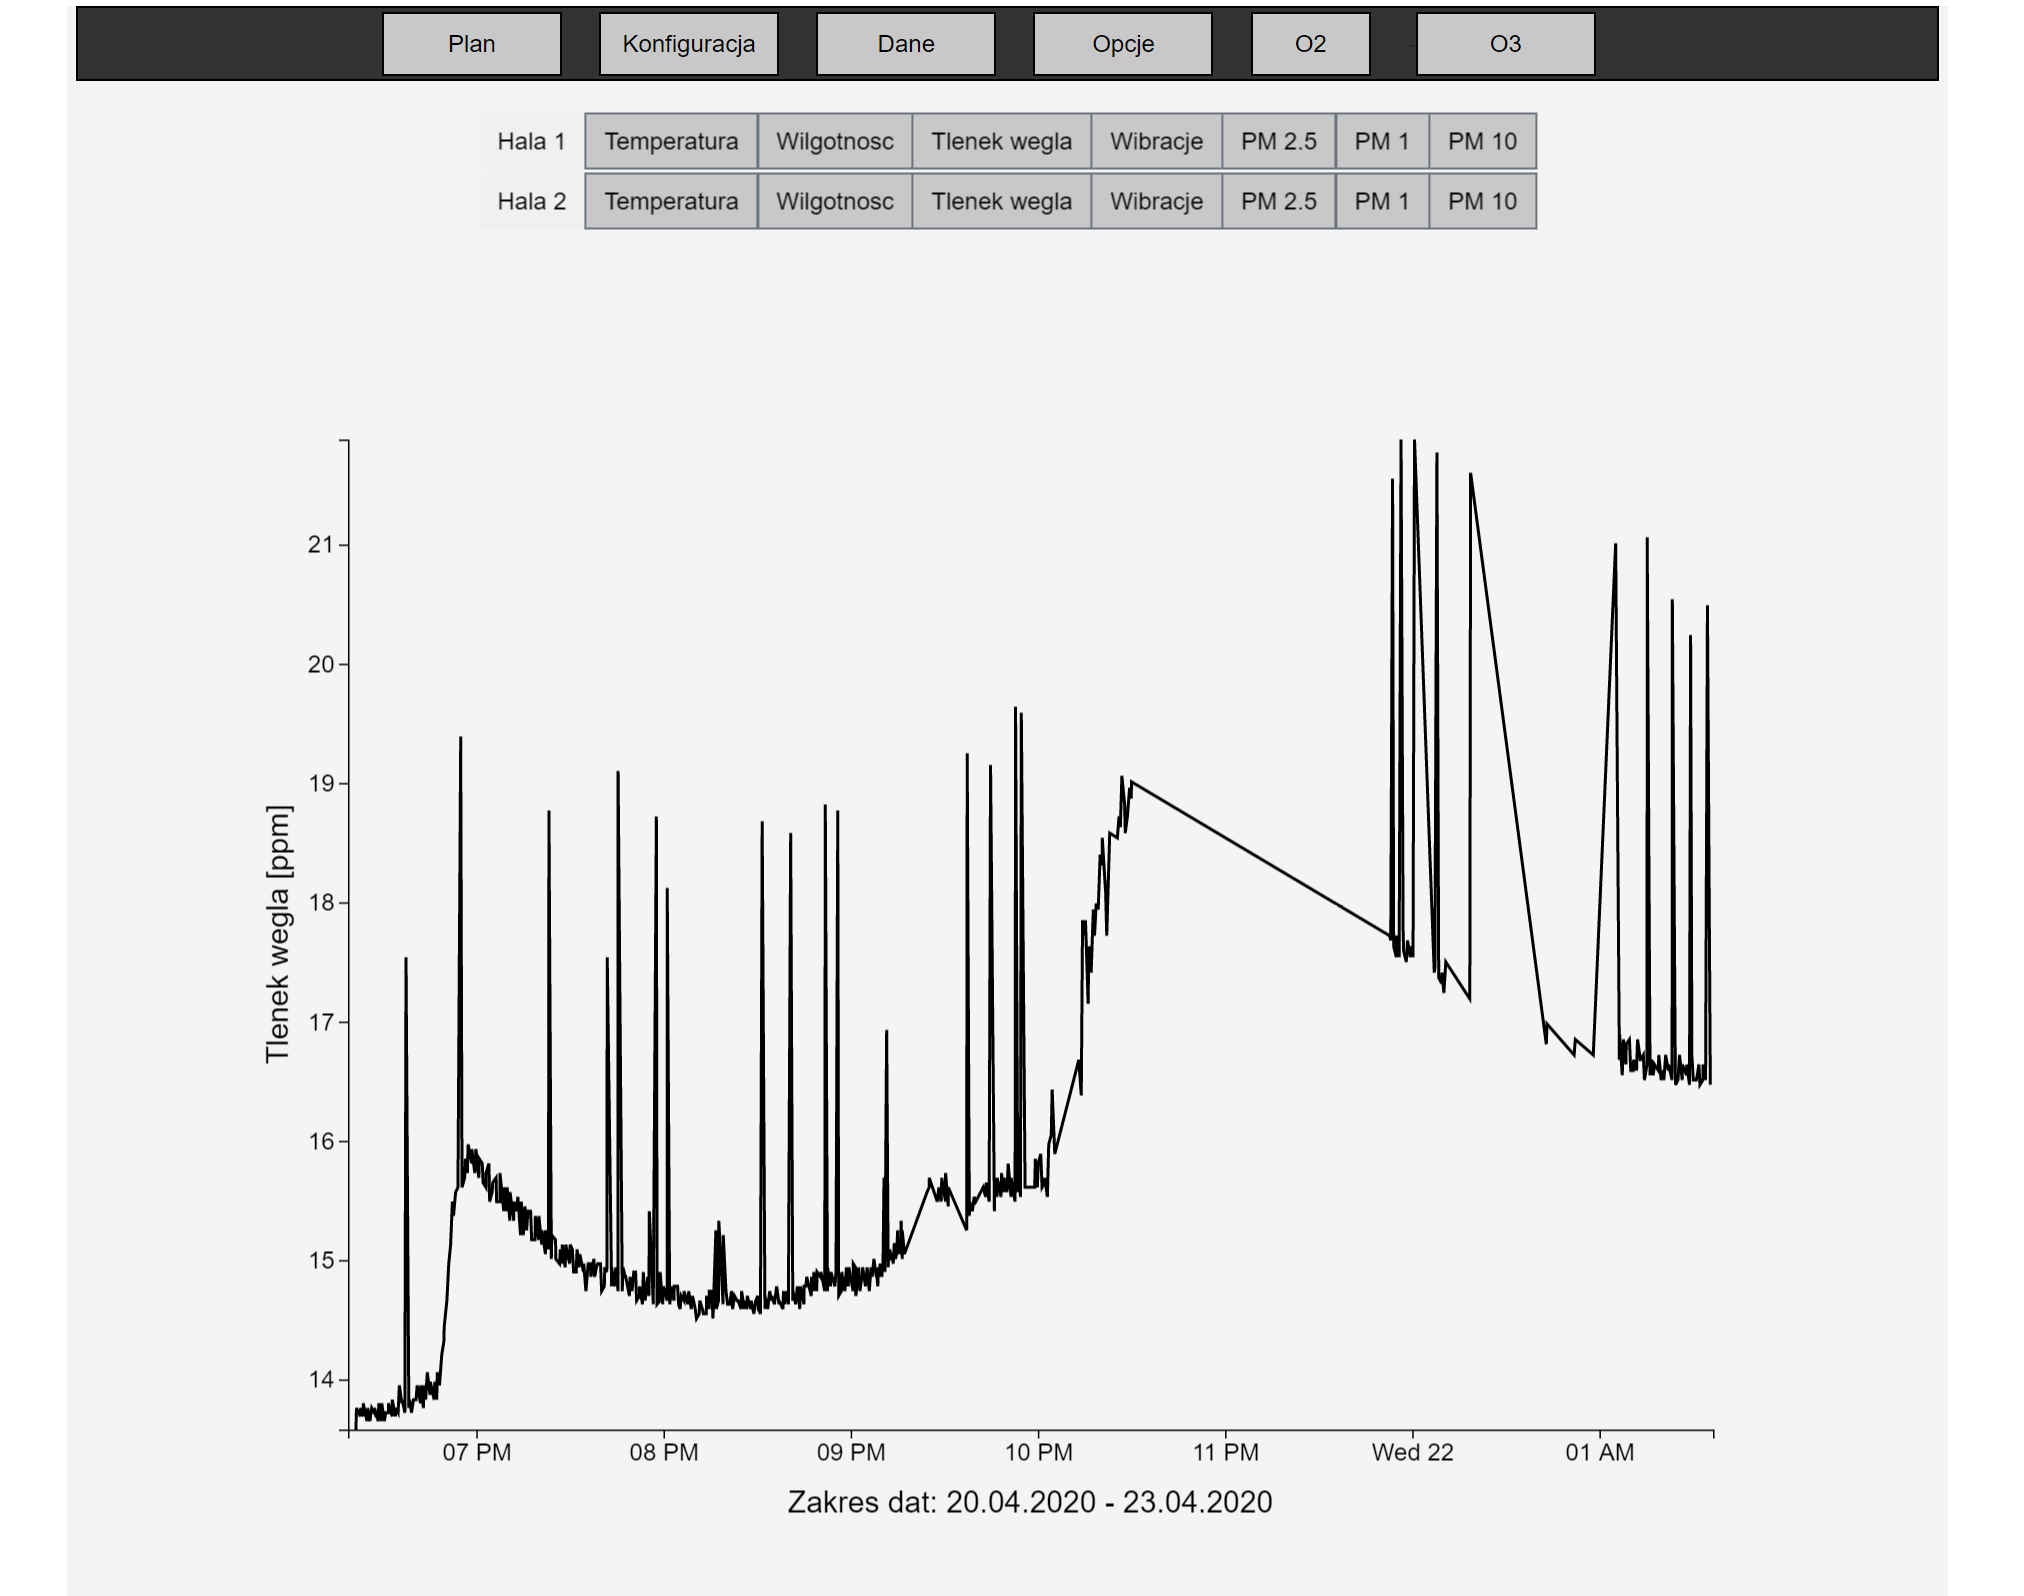 Plan Konfiguracja Dane Opcje O2 - O3
Hala 1 Temperatura Wilgotnosc Tlenek wegla Wibracje PM 2.5 PM 1 PM 10
Hala 2 Temperatura Wilgotnosc Tlenek wegla Wibracje PM 2.5 PM 1 PM 10
Tlenek wegla [ppm]
21
20
19
18
17
16
15
14
07 PM 08 PM 09 PM 10 PM 11 PM Wed 22 01 AM
Zakres dat: 20.04.2020 - 23.04.2020